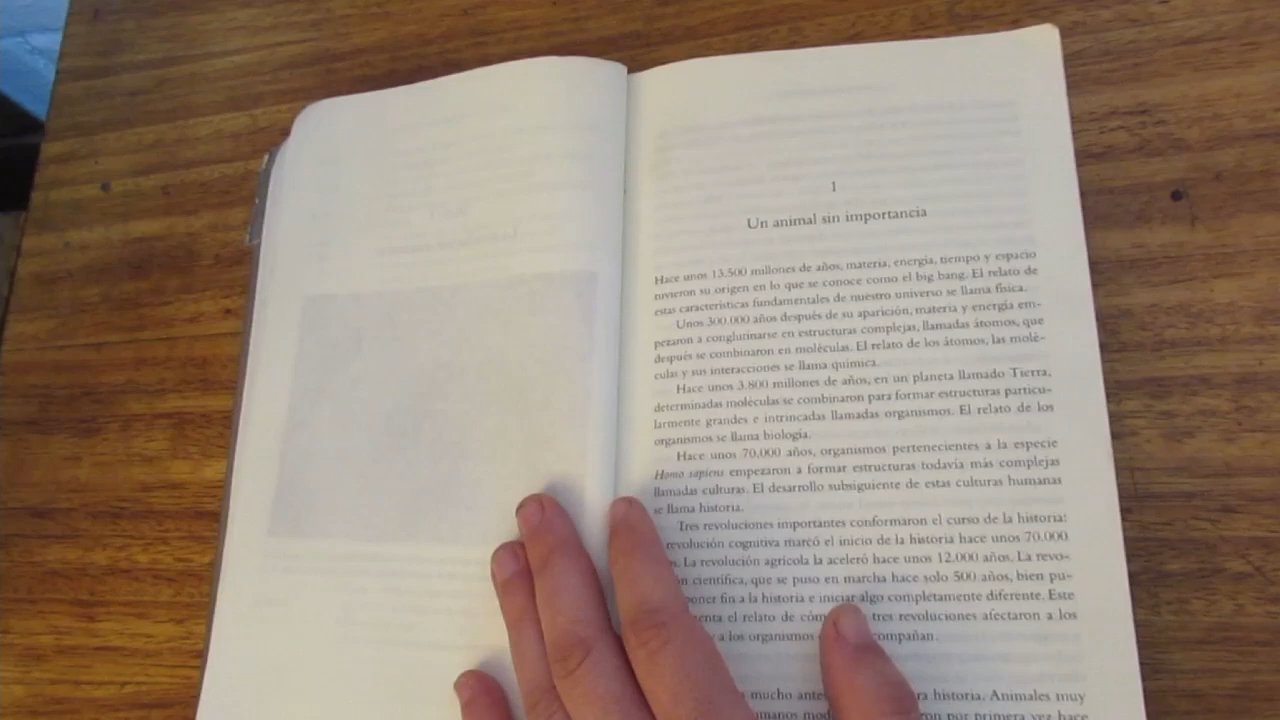 1
Un animal sin importancia
Hace unos 13.500 millones de años, materia, energía, tiempo y espacio
tuvieron su origen en lo que se conoce como el big bang. El relato de
estas características fundamentales de nuestro universo se llama física.
Unos 300.000 años después de su aparición, materia y energía em-
pezaron a conglutinarse en estructuras complejas, llamadas átomos, que
después se combinaron en moléculas. El relato de los átomos, las molé-
culas y sus interacciones se llama química.
Hace unos 3.800 millones de años, en un planeta llamado Tierra,
determinadas moléculas se combinaron para formar estructuras particu-
larmente grandes e intrincadas llamadas organismos. El relato de los
organismos se llama biología.
Hace unos 70.000 años, organismos pertenecientes a la especie
Homo sapiens empezaron a formar estructuras todavía más complejas
llamadas culturas. El desarrollo subsiguiente de estas culturas humanas
se llama historia.
Tres revoluciones importantes conformaron el curso de la historia:
revolución cognitiva marcó el inicio de la historia hace unos 70.000
La revolución agrícola la aceleró hace unos 12.000 años. La revo-
científica, que se puso en marcha hace solo 500 años, bien pu-
poner fin a la historia e iniciar algo completamente diferente. Este
el relato de tres revoluciones afectaron a los
a los organismos
mucho historia. Animales muy
por primera vez hace